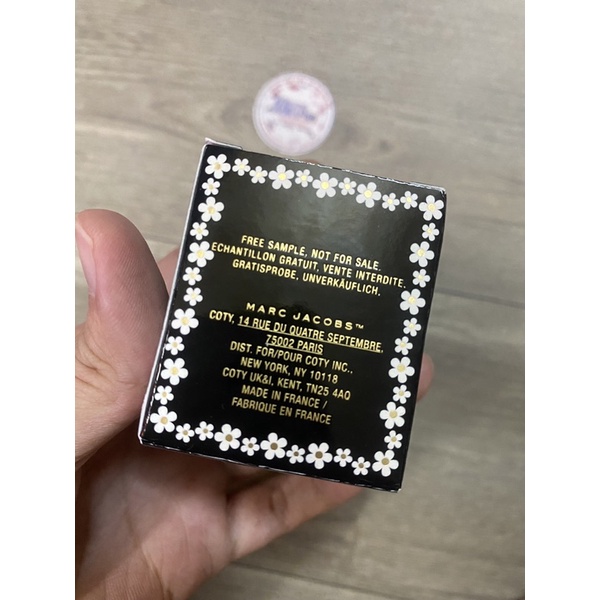 FREE SAMPLE, NOT FOR SALE.
ECHANTILLON GRATUIT, VENTE INTERDITE.
GRATISPROBE, UNVERKÄUFLICH.
MARC JACOBS™
COTY, 14 RUE DU QUATRE SEPTEMBRE,
75002 PARIS
DIST. FOR/POUR COTY INC.,
NEW YORK, NY 10118
COTY UK&I, KENT, TN25 4AQ
MADE IN FRANCE /
FABRIQUE EN FRANCE